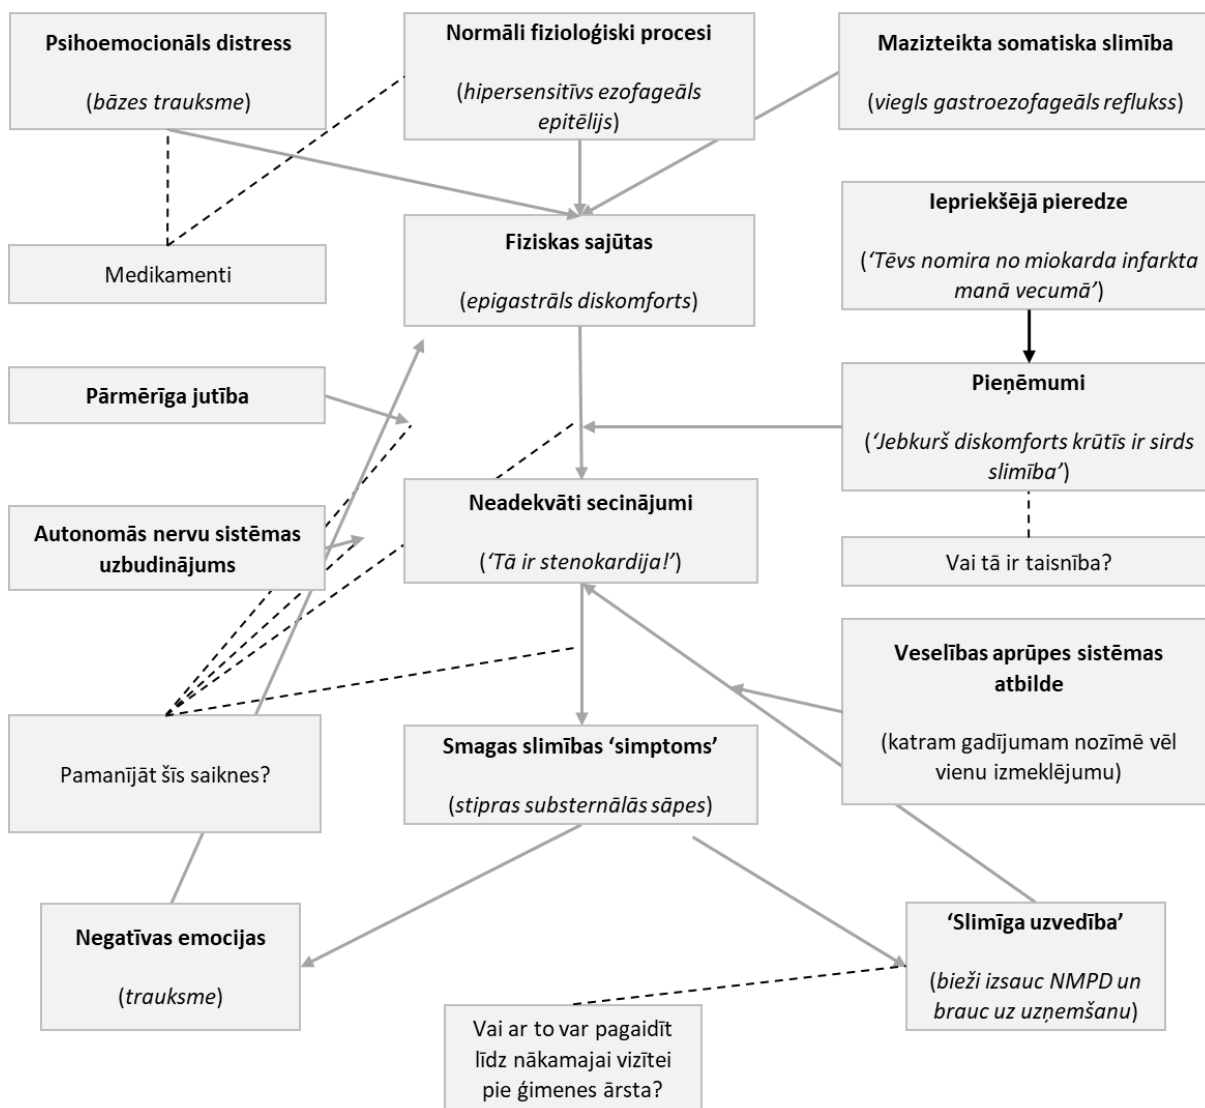 Psihoemocionāls distress
(bāzes trauksme)
Normāli fizioloģiski procesi
(hipersensitīvs ezofageāls
epitēlijs)
Mazizteikta somatiska slimība
(viegls gastroezofageāls reflukss)
Medikamenti
Fiziskas sajūtas
(epigastrāls diskomforts)
Iepriekšējā pieredze
(‘Tēvs nomira no miokarda infarkta
manā vecumā’)
Pārmērīga jutība
Pieņēmumi
(‘Jebkurš diskomforts krūtīs ir sirds
slimība’)
Autonomās nervu sistēmas
uzbudinājums
Neadekvāti secinājumi
(‘Tā ir stenokardija!’)
Vai tā ir taisnība?
Veselības aprūpes sistēmas
atbilde
(katram gadījumam nozīmē vēl
vienu izmeklējumu)
Pamanījāt šīs saiknes?
Smagas slimības ‘simptoms’
(stipras substernālās sāpes)
Negatīvas emocijas
(trauksme)
‘Slimīga uzvedība’
(bieži izsauc NMPD un
brauc uz uzņemšanu)
Vai ar to var pagaidīt
līdz nākamajai vizītei
pie ģimenes ārsta?